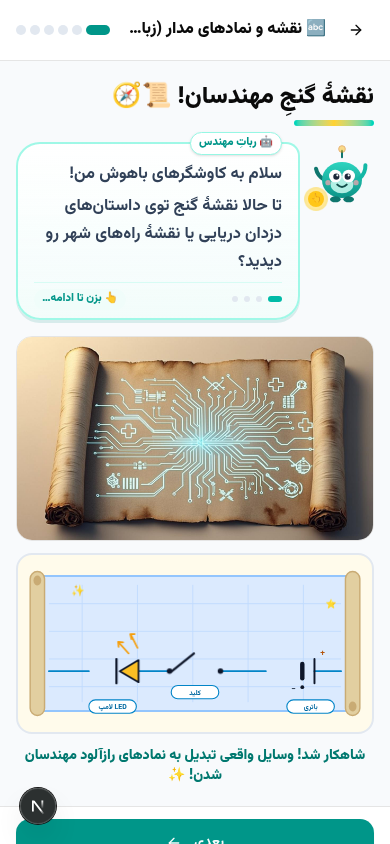 🔤 نقشه و نمادهای مدار (زبا...
نقشهٔ گنجِ مهندسان! 📜🧭
🤖 رباتِ مهندس
سلام به کاوشگرهای باهوش من!
تا حالا نقشهٔ گنج توی داستان‌های
دزدان دریایی یا نقشهٔ راه‌های شهر رو
دیدید؟
👆 بزن تا ادامه...
+
-
کلید
لامپ LED
باتری
شاهکار شد! وسایل واقعی تبدیل به نمادهای رازآلود مهندسان
شدن! ✨
N
بعدی